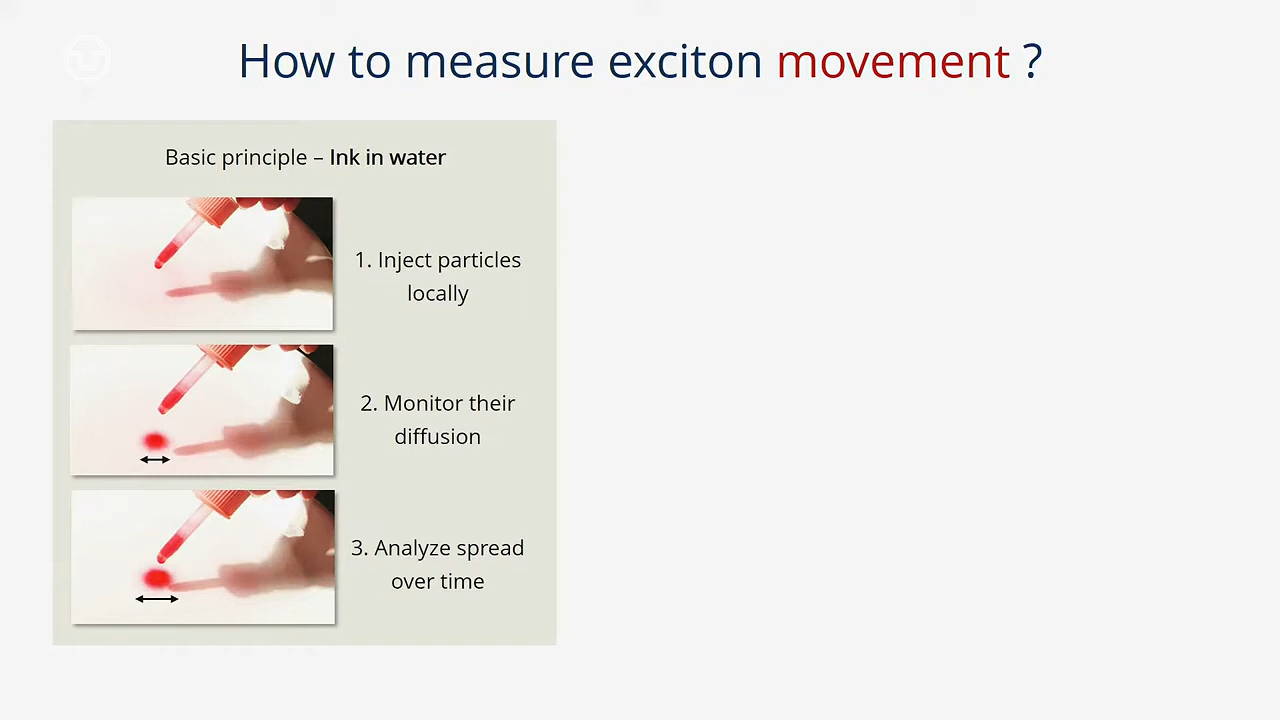 How to measure exciton movement ?
Basic principle – Ink in water
1. Inject particles
locally
2. Monitor their
diffusion
3. Analyze spread
over time